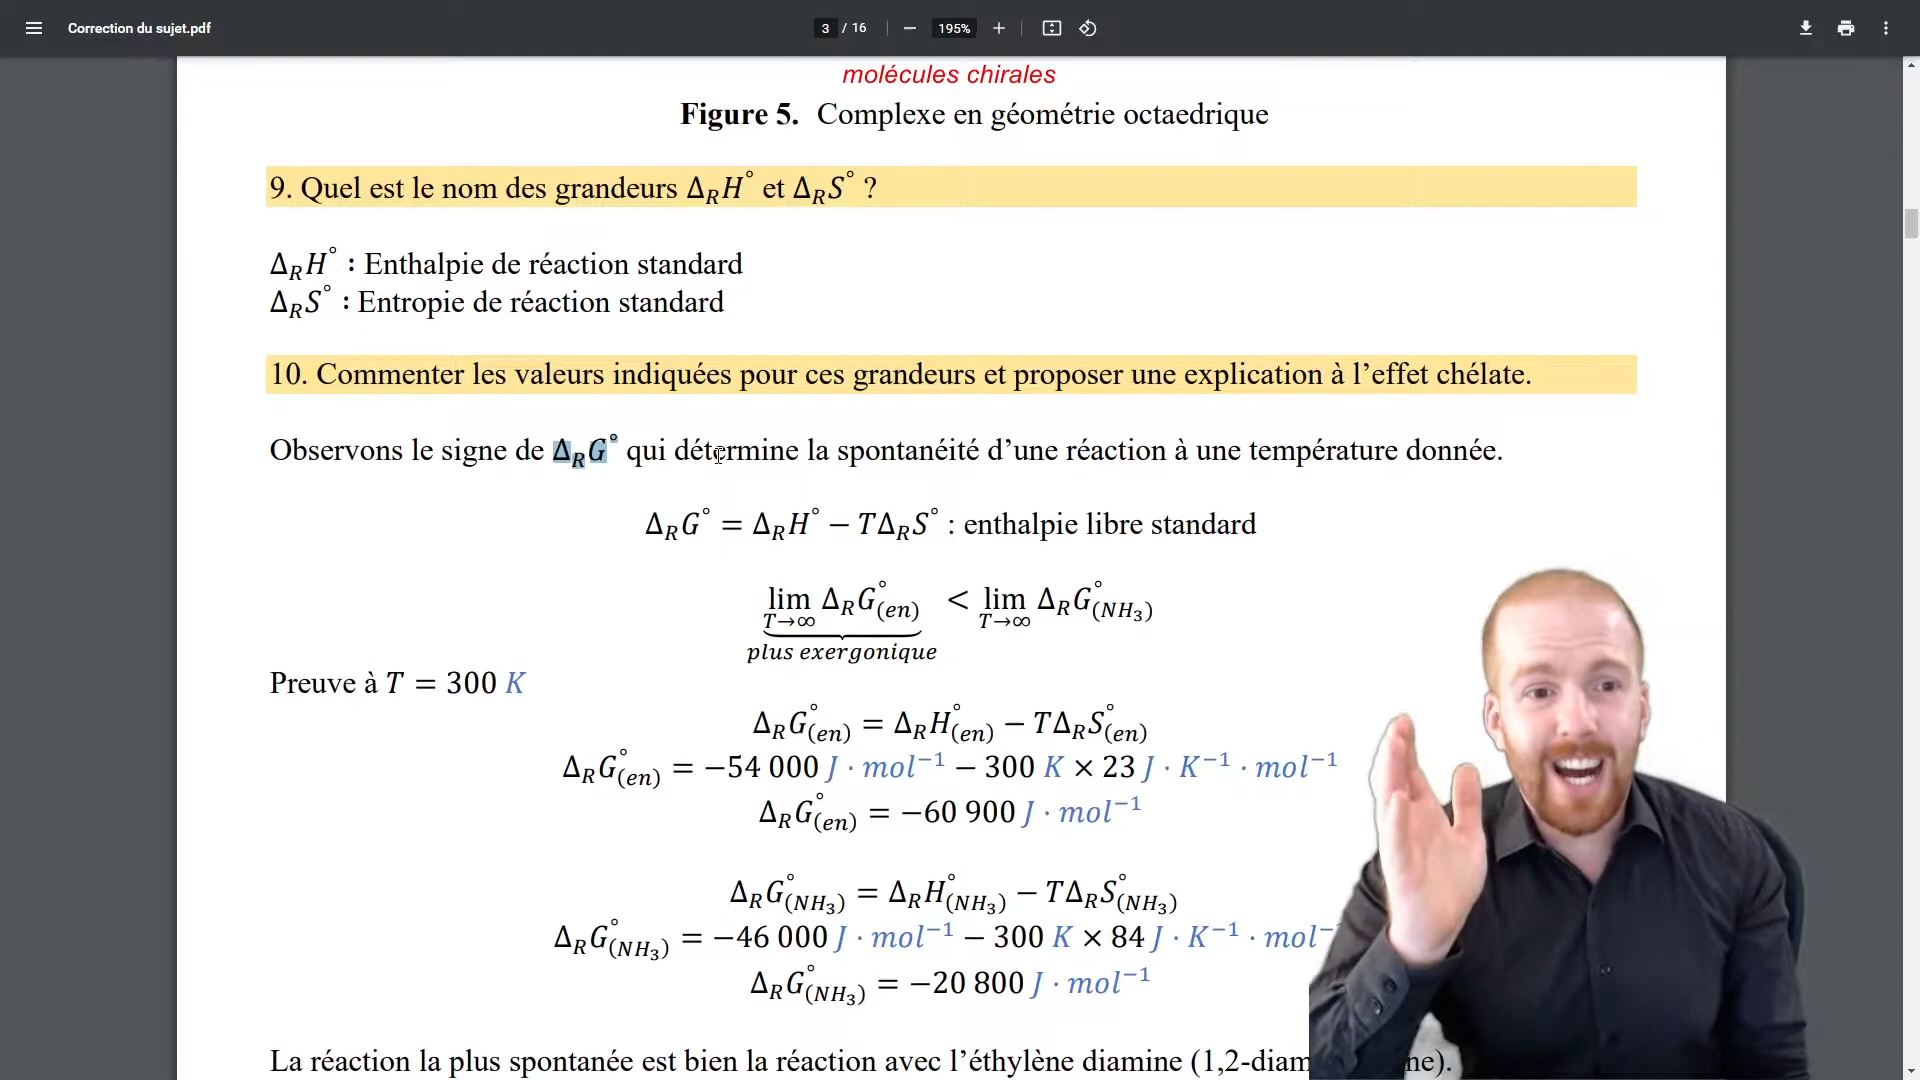 Correction du sujet.pdf
3 / 16
195%
molécules chirales
Figure 5. Complexe en géométrie octaedrique
9. Quel est le nom des grandeurs Δ_R H° et Δ_R S° ?
Δ_R H° : Enthalpie de réaction standard
Δ_R S° : Entropie de réaction standard
10. Commenter les valeurs indiquées pour ces grandeurs et proposer une explication à l’effet chélate.
Observons le signe de Δ_R G° qui détermine la spontanéité d’une réaction à une température donnée.
Δ_R G° = Δ_R H° − TΔ_R S° : enthalpie libre standard
lim_{T→∞} Δ_R G°_(en) < lim_{T→∞} Δ_R G°_(NH₃)
plus exergonique
Preuve à T = 300 K
Δ_R G°_(en) = Δ_R H°_(en) − TΔ_R S°_(en)
Δ_R G°_(en) = −54 000 J · mol⁻¹ − 300 K × 23 J · K⁻¹ · mol⁻¹
Δ_R G°_(en) = −60 900 J · mol⁻¹
Δ_R G°_(NH₃) = Δ_R H°_(NH₃) − TΔ_R S°_(NH₃)
Δ_R G°_(NH₃) = −46 000 J · mol⁻¹ − 300 K × 84 J · K⁻¹ · mol⁻
Δ_R G°_(NH₃) = −20 800 J · mol⁻¹
La réaction la plus spontanée est bien la réaction avec l’éthylène diamine